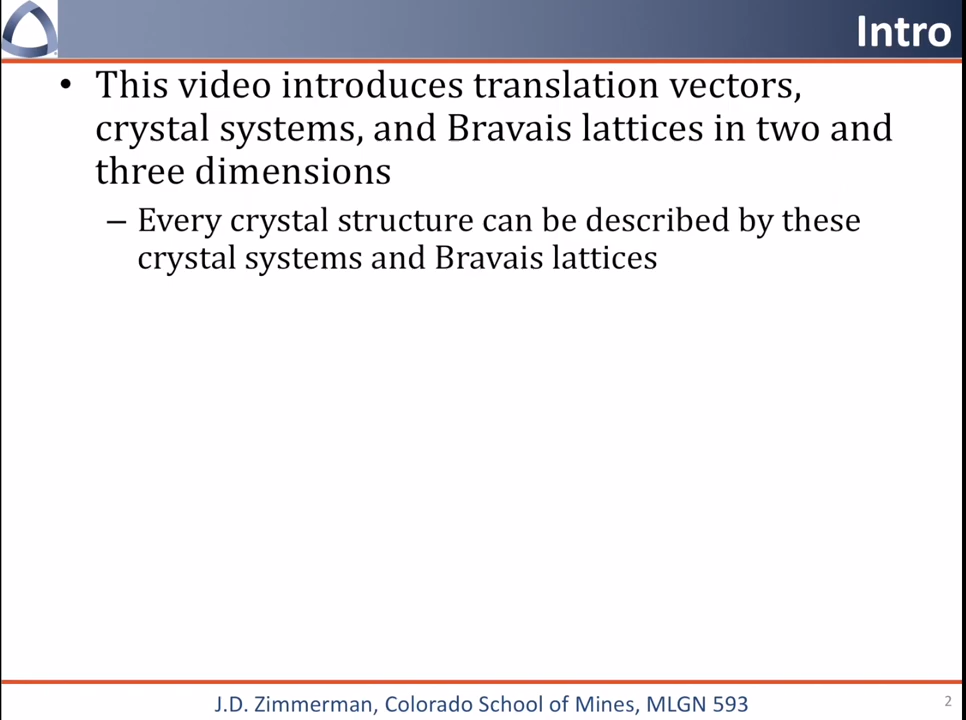 Intro
• This video introduces translation vectors,
crystal systems, and Bravais lattices in two and
three dimensions
– Every crystal structure can be described by these
crystal systems and Bravais lattices
J.D. Zimmerman, Colorado School of Mines, MLGN 593
2